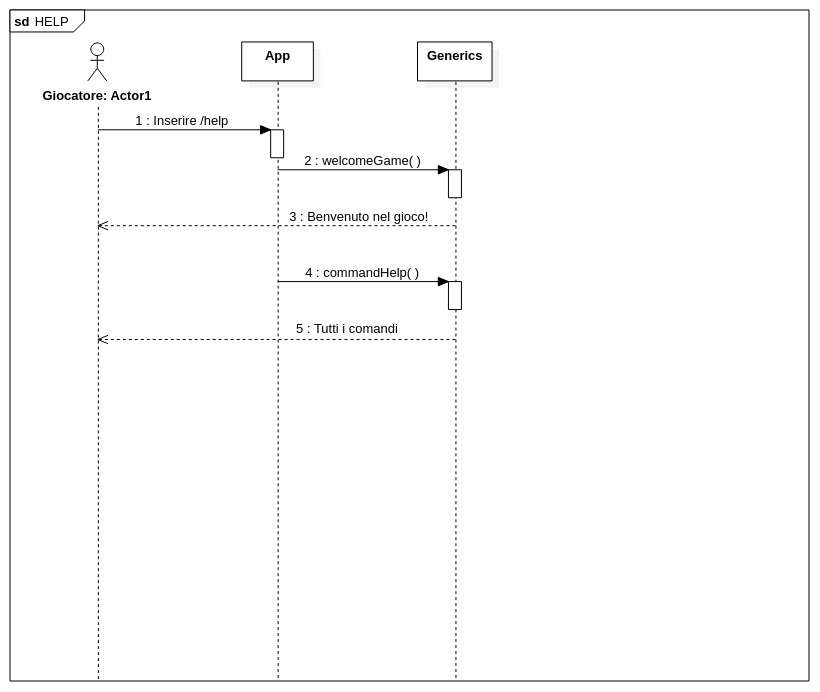 sd HELP
App
Generics
Giocatore: Actor1
1 : Inserire /help
2 : welcomeGame( )
3 : Benvenuto nel gioco!
4 : commandHelp( )
5 : Tutti i comandi